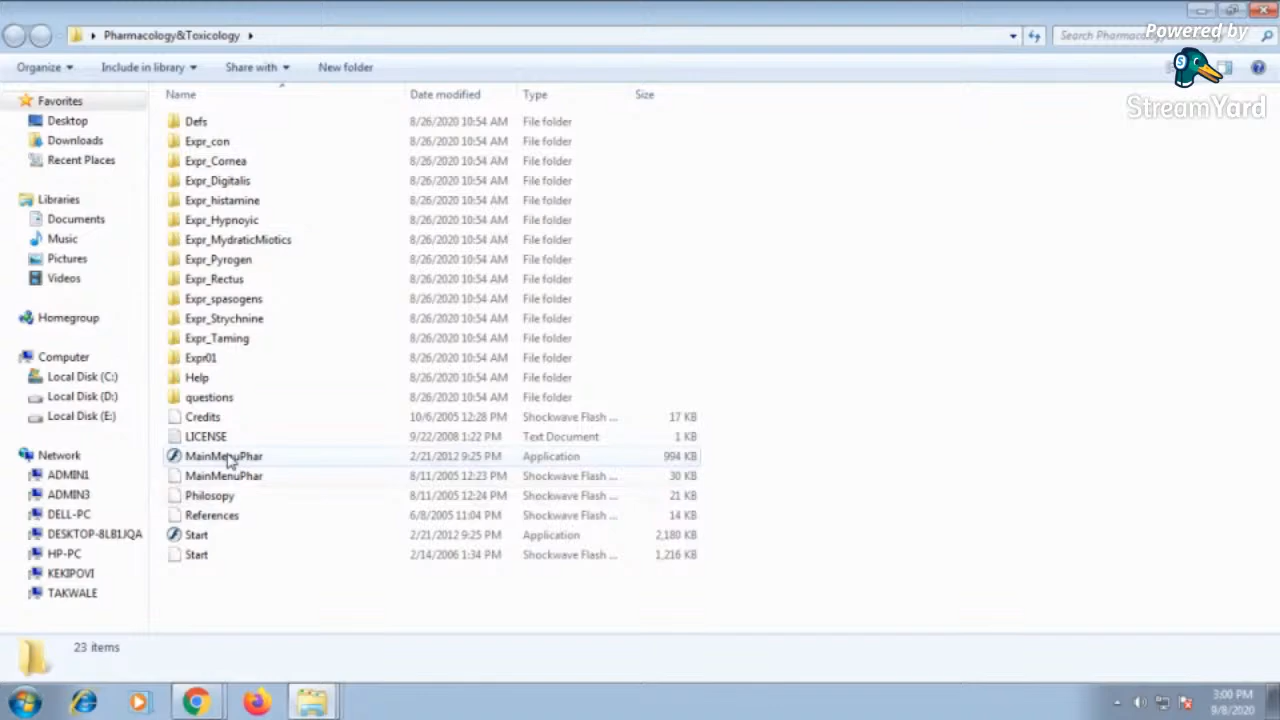 Pharmacology&Toxicology
Search Pharmacology
Powered by
StreamYard
Organize
Include in library
Share with
New folder
Name Date modified Type Size
Favorites
Desktop
Downloads
Recent Places
Libraries
Documents
Music
Pictures
Videos
Homegroup
Computer
Local Disk (C:)
Local Disk (D:)
Local Disk (E:)
Network
ADMIN1
ADMIN3
DELL-PC
DESKTOP-8LB1JQA
HP-PC
KEKIPOVI
TAKWALE
Defs 8/26/2020 10:54 AM File folder
Expr_con 8/26/2020 10:54 AM File folder
Expr_Cornea 8/26/2020 10:54 AM File folder
Expr_Digitalis 8/26/2020 10:54 AM File folder
Expr_histamine 8/26/2020 10:54 AM File folder
Expr_Hypnoyic 8/26/2020 10:54 AM File folder
Expr_MydraticMiotics 8/26/2020 10:54 AM File folder
Expr_Pyrogen 8/26/2020 10:54 AM File folder
Expr_Rectus 8/26/2020 10:54 AM File folder
Expr_spasogens 8/26/2020 10:54 AM File folder
Expr_Strychnine 8/26/2020 10:54 AM File folder
Expr_Taming 8/26/2020 10:54 AM File folder
Expr01 8/26/2020 10:54 AM File folder
Help 8/26/2020 10:54 AM File folder
questions 8/26/2020 10:54 AM File folder
Credits 10/6/2005 12:28 PM Shockwave Flash ... 17 KB
LICENSE 9/22/2008 1:22 PM Text Document 1 KB
MainMenuPhar 2/21/2012 9:25 PM Application 994 KB
MainMenuPhar 8/11/2005 12:23 PM Shockwave Flash ... 30 KB
Philosopy 8/11/2005 12:24 PM Shockwave Flash ... 21 KB
References 6/8/2005 11:04 PM Shockwave Flash ... 14 KB
Start 2/21/2012 9:25 PM Application 2,180 KB
Start 2/14/2006 1:34 PM Shockwave Flash ... 1,216 KB
23 items
3:00 PM
9/8/2020